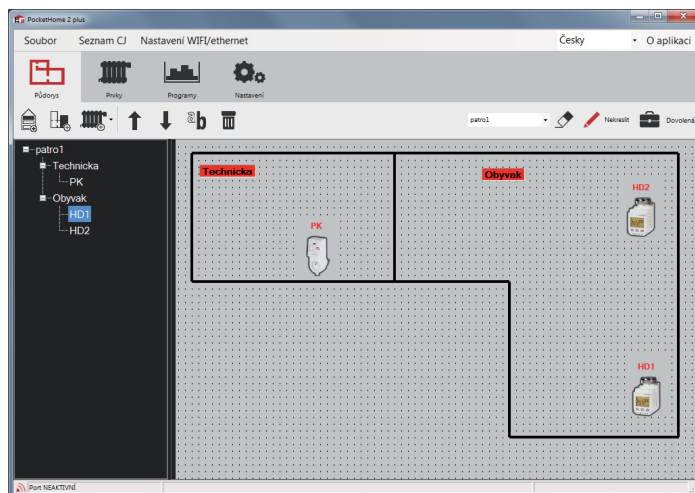 PocketHome 2 plus
Soubor Seznam CJ Nastavení WIFI/ethernet Česky O aplikaci
Půdorys Prvky Programy Nastavení
ab patro1 Nekreslit Dovolená
patro1
Technicka
PK
Obyvak
HD1
HD2
Technicka Obyvak
HD2
PK
HD1
Port NEAKTIVNÍ